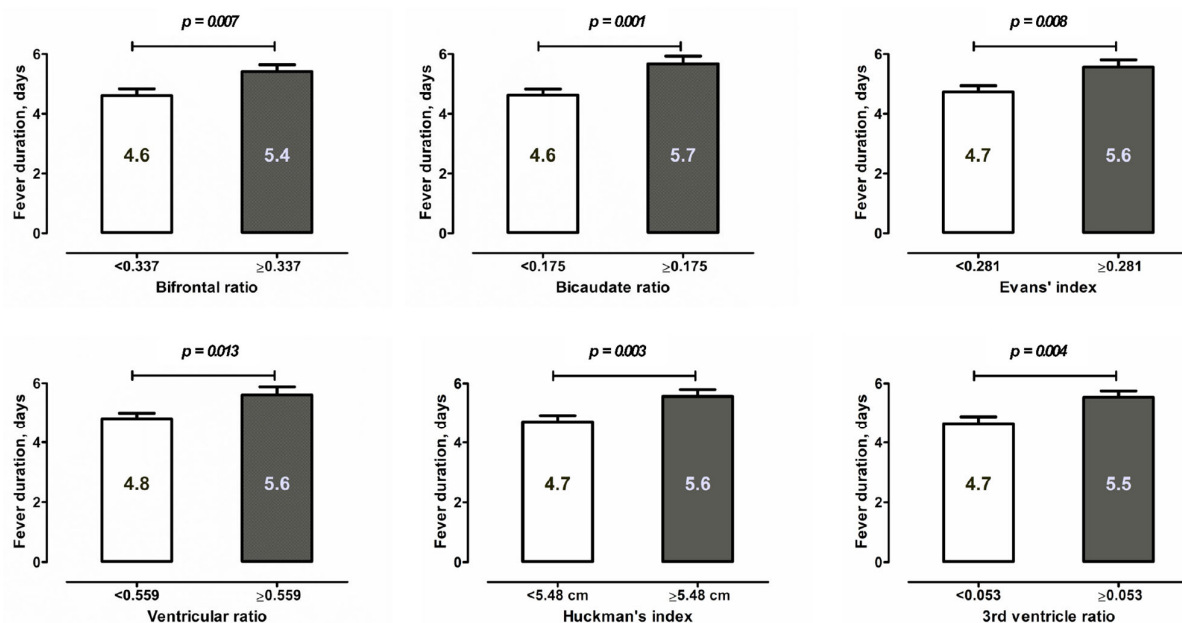 p = 0.007
Fever duration, days
6
4
2
0
4.6
5.4
<0.337
≥0.337
Bifrontal ratio
p = 0.001
Fever duration, days
6
4
2
0
4.6
5.7
<0.175
≥0.175
Bicaudate ratio
p = 0.008
Fever duration, days
6
4
2
0
4.7
5.6
<0.281
≥0.281
Evans' index
p = 0.013
Fever duration, days
6
4
2
0
4.8
5.6
<0.559
≥0.559
Ventricular ratio
p = 0.003
Fever duration, days
6
4
2
0
4.7
5.6
<5.48 cm
≥5.48 cm
Huckman's index
p = 0.004
Fever duration, days
6
4
2
0
4.7
5.5
<0.053
≥0.053
3rd ventricle ratio